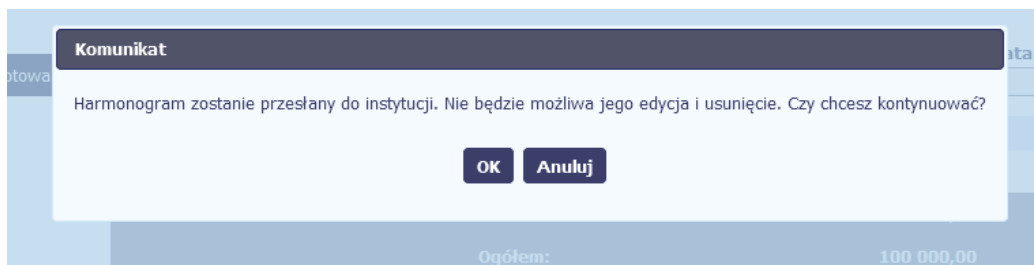 Komunikat
Harmonogram zostanie przesłany do instytucji. Nie będzie możliwa jego edycja i usunięcie. Czy chcesz kontynuować?
OK Anuluj
Ogółem: 100 000,00